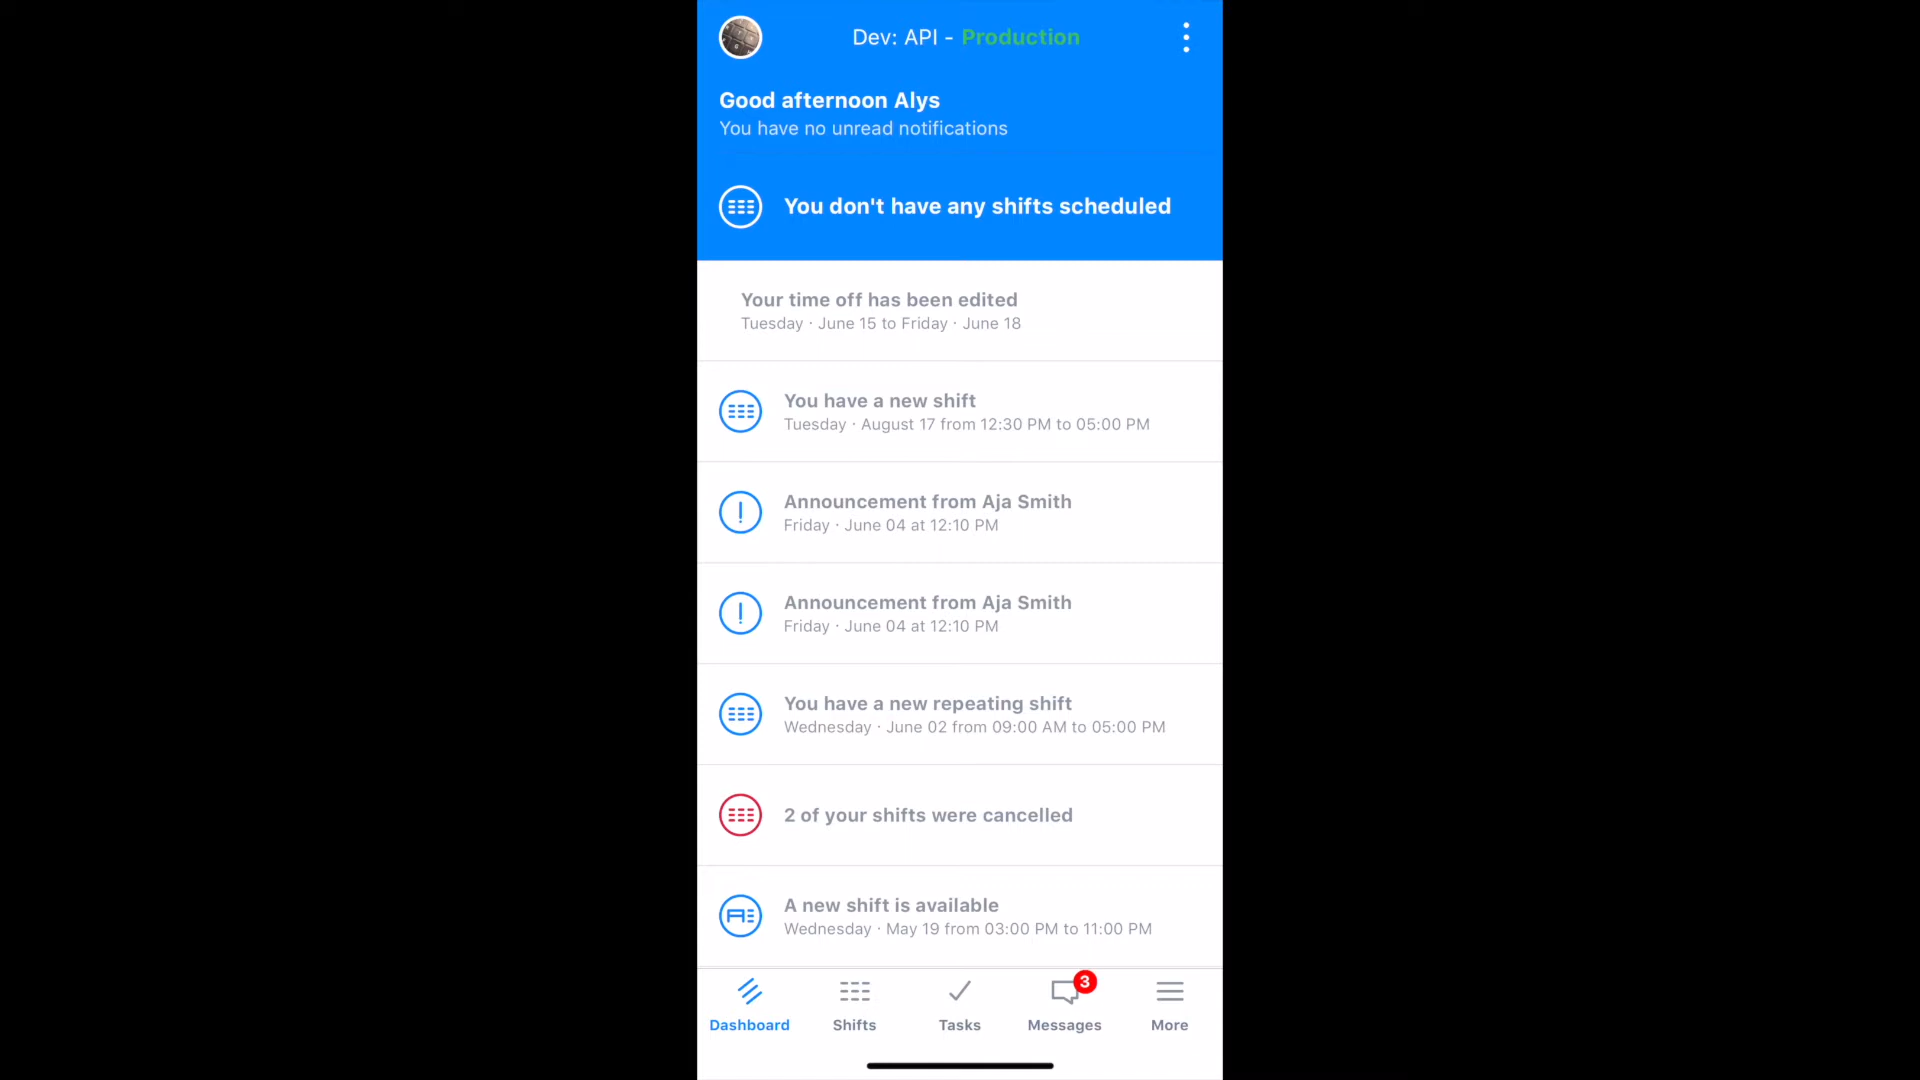 Dev: API - Production
Good afternoon Alys
You have no unread notifications
You don't have any shifts scheduled
Your time off has been edited
Tuesday · June 15 to Friday · June 18
You have a new shift
Tuesday · August 17 from 12:30 PM to 05:00 PM
Announcement from Aja Smith
Friday · June 04 at 12:10 PM
Announcement from Aja Smith
Friday · June 04 at 12:10 PM
You have a new repeating shift
Wednesday · June 02 from 09:00 AM to 05:00 PM
2 of your shifts were cancelled
A new shift is available
Wednesday · May 19 from 03:00 PM to 11:00 PM
3
Dashboard Shifts Tasks Messages More